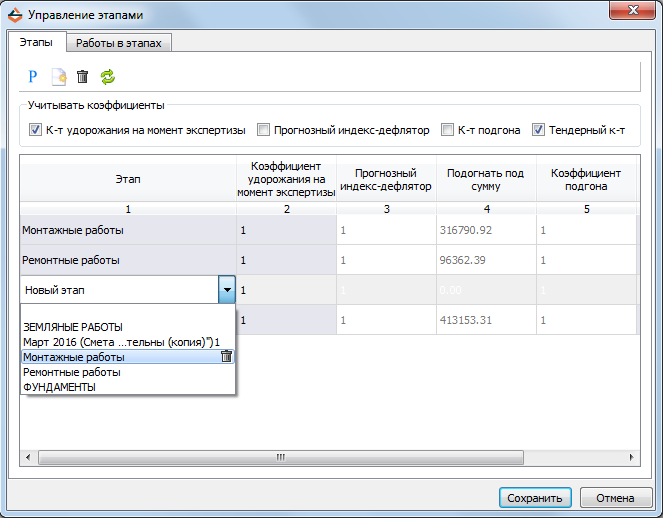 Управление этапами
Этапы Работы в этапах
P
Учитывать коэффициенты
К-т удорожания на момент экспертизы Прогнозный индекс-дефлятор К-т подгона Тендерный к-т
Этап Коэффициент удорожания на момент экспертизы Прогнозный индекс-дефлятор Подогнать под сумму Коэффициент подгона
1 2 3 4 5
Монтажные работы 1 1 316790.92 1
Ремонтные работы 1 1 96362.39 1
Новый этап 1 1 0.00 1
1 1 413153.31 1
ЗЕМЛЯНЫЕ РАБОТЫ
Март 2016 (Смета ...тельны (копия)")1
Монтажные работы
Ремонтные работы
ФУНДАМЕНТЫ
Сохранить Отмена